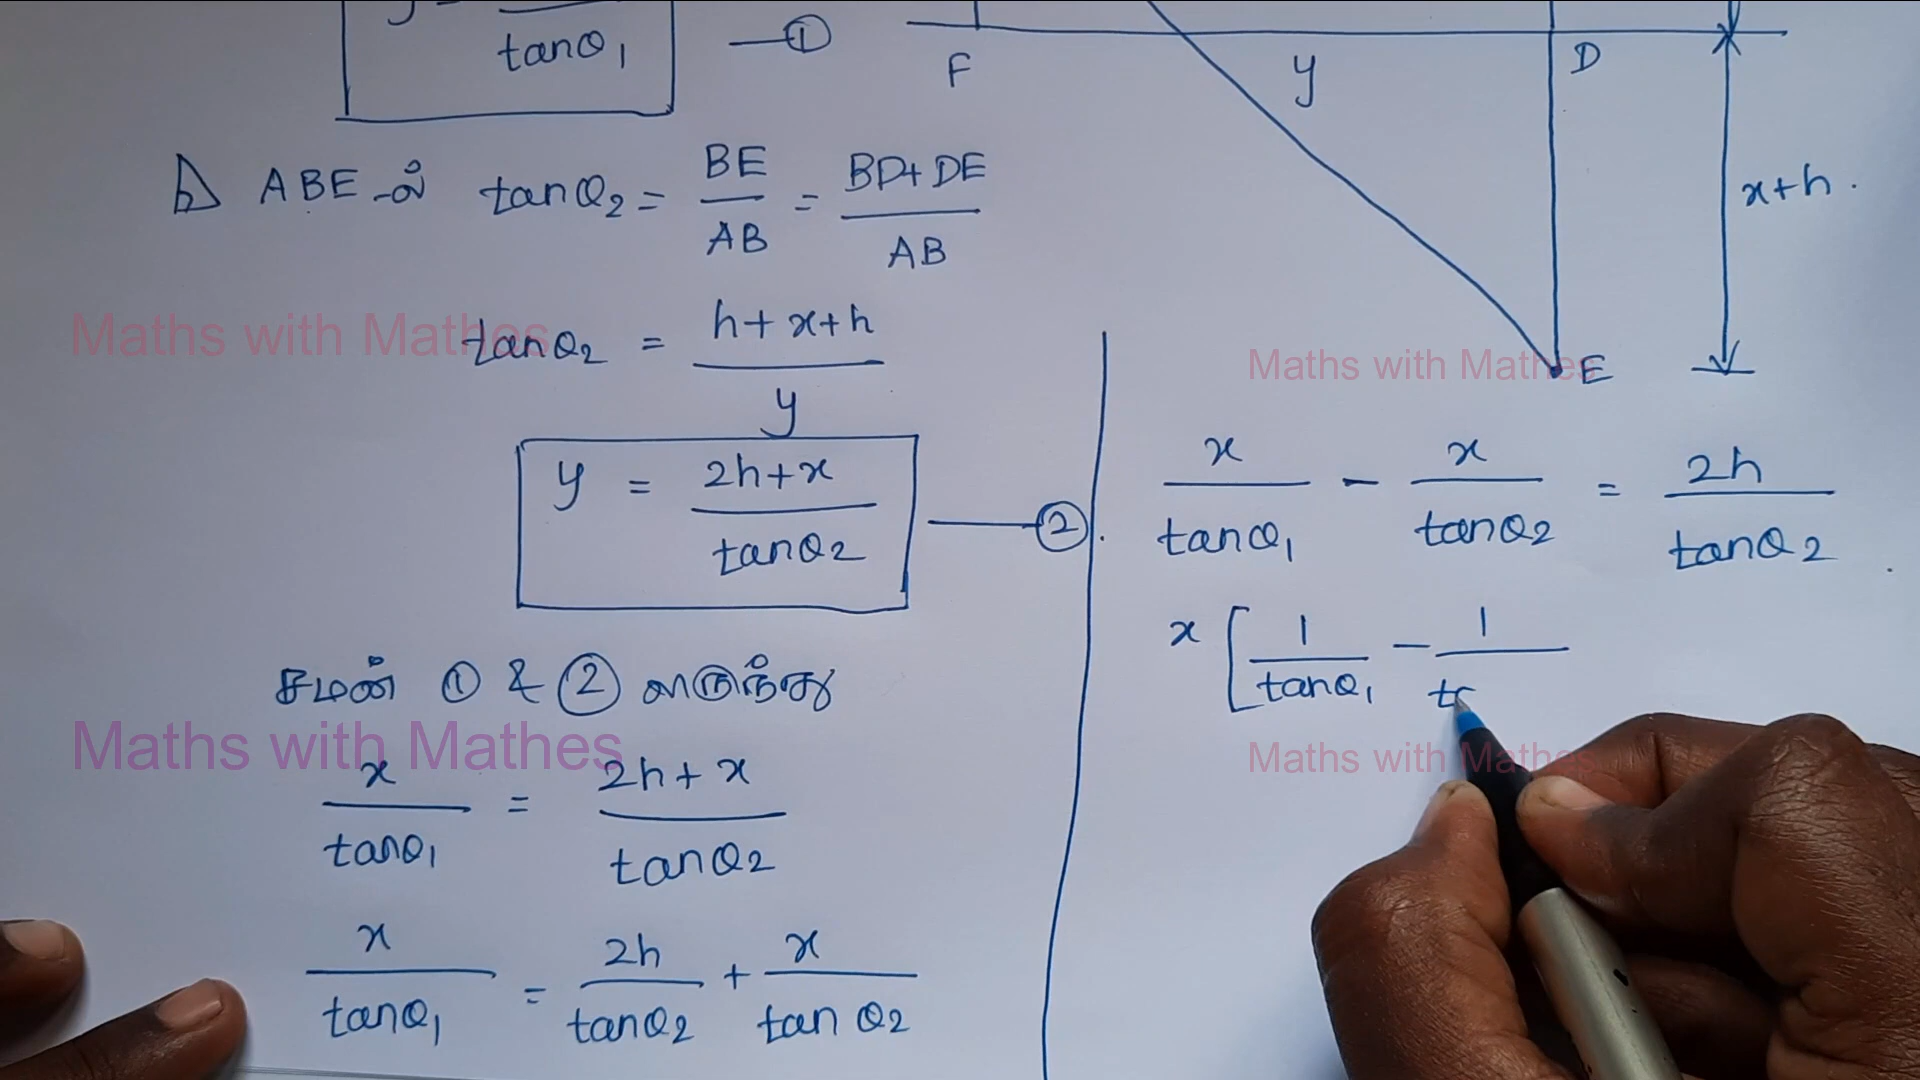 tanθ₁ —①
F y D
x+h.
△ ABE-ல் tanθ₂ = BE/AB = BD+DE/AB
tanθ₂ = h+x+h/y
y = 2h+x/tanθ₂ —②
E
சமன் ① & ②
x/tanθ₁ = 2h+x/tanθ₂
x/tanθ₁ = 2h/tanθ₂ + x/tanθ₂
x/tanθ₁ - x/tanθ₂ = 2h/tanθ₂
x [1/tanθ₁ - 1/
Maths with Mathes
Maths with Mathes
Maths with Mathes
Maths with Mathes